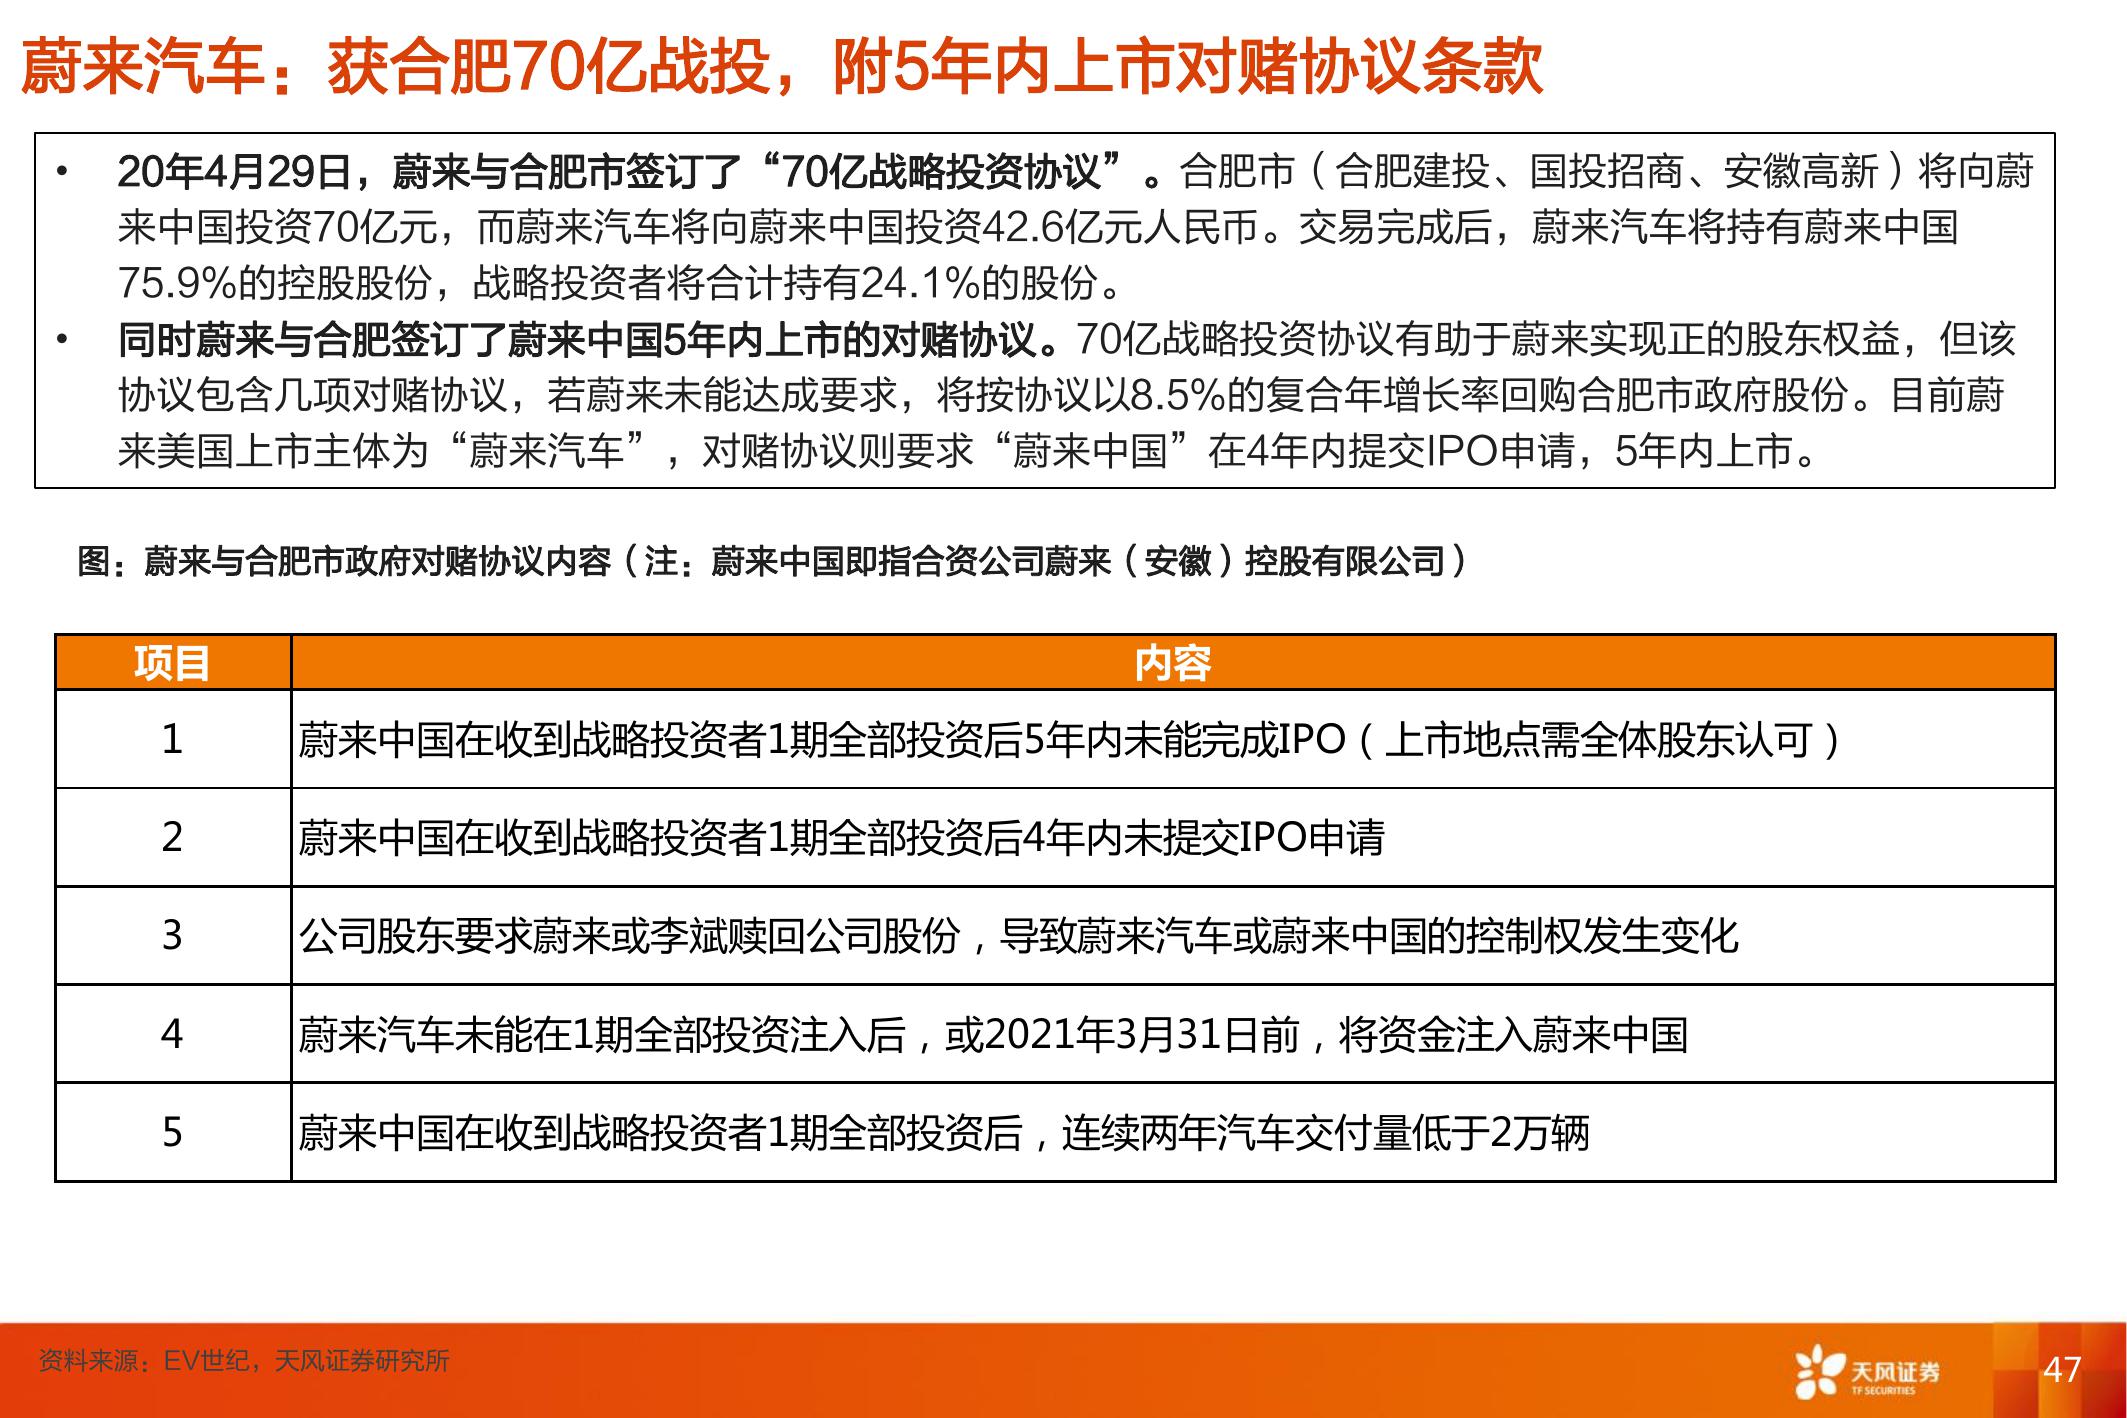 蔚来汽车：获合肥70亿战投，附5年内上市对赌协议条款
• 20年4月29日，蔚来与合肥市签订了“70亿战略投资协议”。合肥市（合肥建投、国投招商、安徽高新）将向蔚
来中国投资70亿元，而蔚来汽车将向蔚来中国投资42.6亿元人民币。交易完成后，蔚来汽车将持有蔚来中国
75.9%的控股股份，战略投资者将合计持有24.1%的股份。
• 同时蔚来与合肥签订了蔚来中国5年内上市的对赌协议。70亿战略投资协议有助于蔚来实现正的股东权益，但该
协议包含几项对赌协议，若蔚来未能达成要求，将按协议以8.5%的复合年增长率回购合肥市政府股份。目前蔚
来美国上市主体为“蔚来汽车”，对赌协议则要求“蔚来中国”在4年内提交IPO申请，5年内上市。
图：蔚来与合肥市政府对赌协议内容（注：蔚来中国即指合资公司蔚来（安徽）控股有限公司）
项目 内容
1 蔚来中国在收到战略投资者1期全部投资后5年内未能完成IPO（上市地点需全体股东认可）
2 蔚来中国在收到战略投资者1期全部投资后4年内未提交IPO申请
3 公司股东要求蔚来或李斌赎回公司股份，导致蔚来汽车或蔚来中国的控制权发生变化
4 蔚来汽车未能在1期全部投资注入后，或2021年3月31日前，将资金注入蔚来中国
5 蔚来中国在收到战略投资者1期全部投资后，连续两年汽车交付量低于2万辆
资料来源：EV世纪，天风证券研究所
天风证券
TF SECURITIES
47